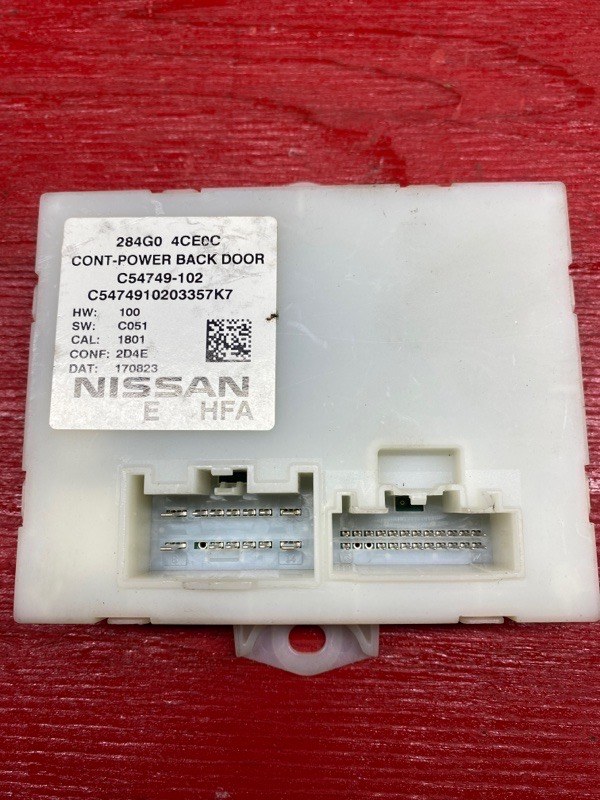 284G0 4CE0C
CONT-POWER BACK DOOR
C54749-102
C5474910203357K7
HW: 100
SW: C051
CAL: 1801
CONF: 2D4E
DAT: 170823
NISSAN
E HFA